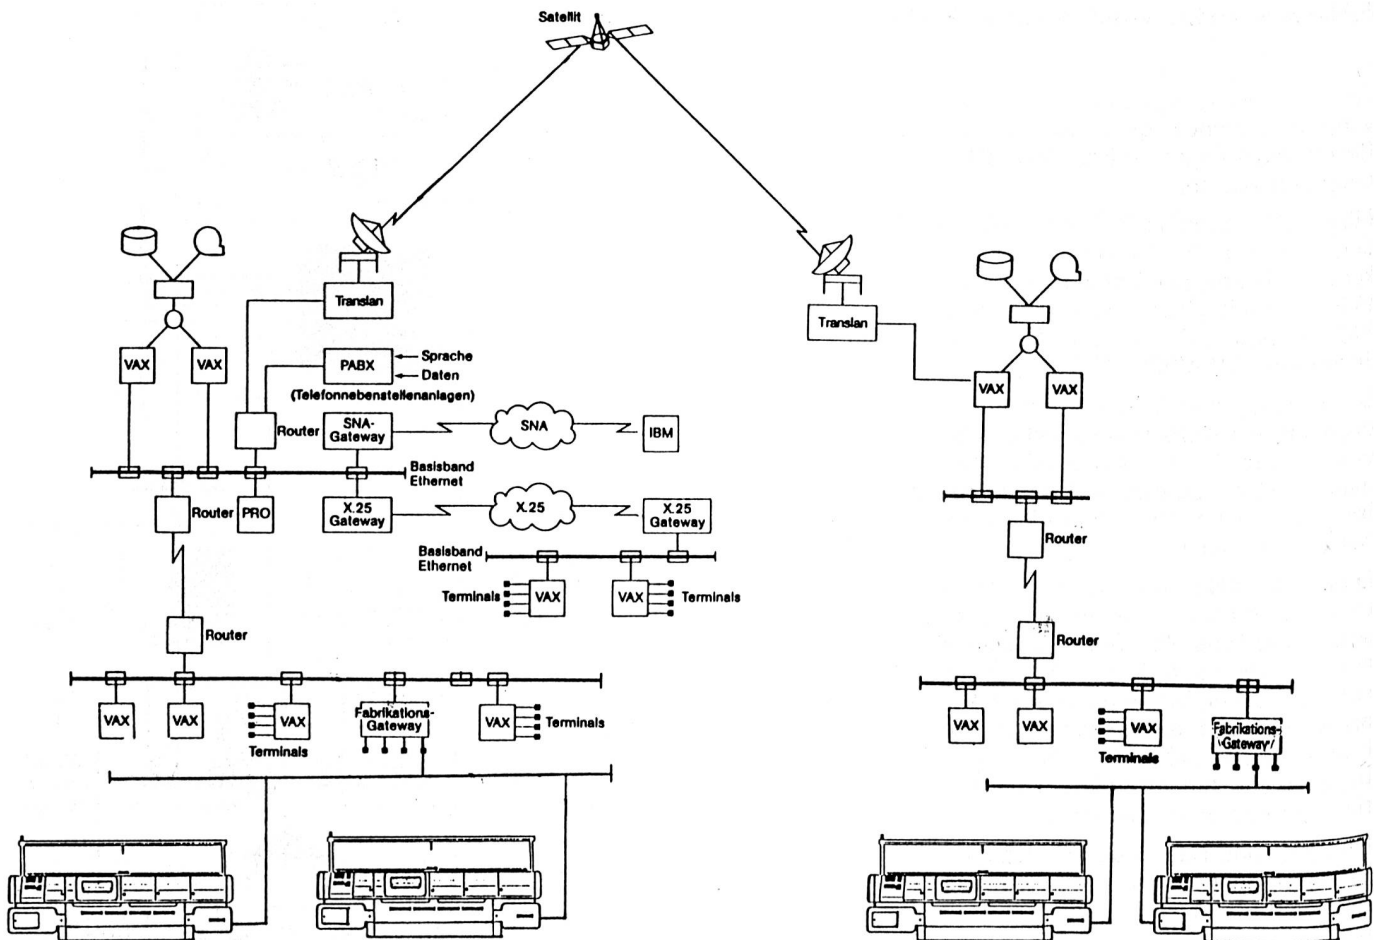 Satellit
Translan
PABX
Sprache
Daten
(Telefonnebenstellenanlagen)
VAX
VAX
Router
SNA-
Gateway
SNA
IBM
Basisband
Ethernet
Router
PRO
X.25
Gateway
X.25
X.25
Gateway
Basisband
Ethernet
Terminals
VAX
VAX
Terminals
Router
VAX
VAX
VAX
Terminals
Fabrikations-
Gateway
VAX
Terminals
Translan
VAX
VAX
Router
Router
VAX
VAX
VAX
Terminals
Fabrikations-
Gateway